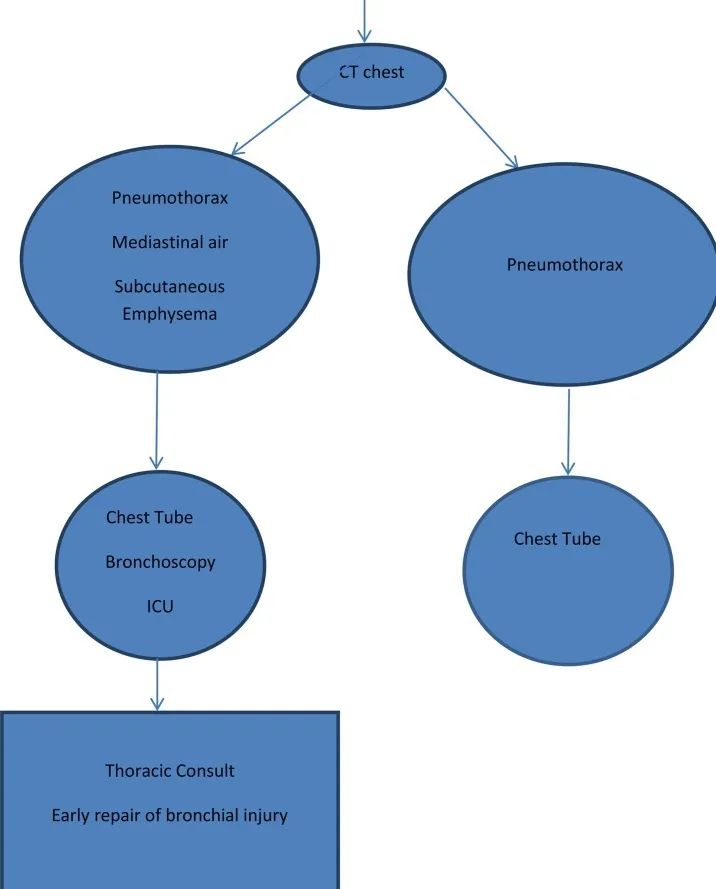 CT chest
Pneumothorax
Mediastinal air
Subcutaneous
Emphysema
Pneumothorax
Chest Tube
Bronchoscopy
ICU
Chest Tube
Thoracic Consult
Early repair of bronchial injury